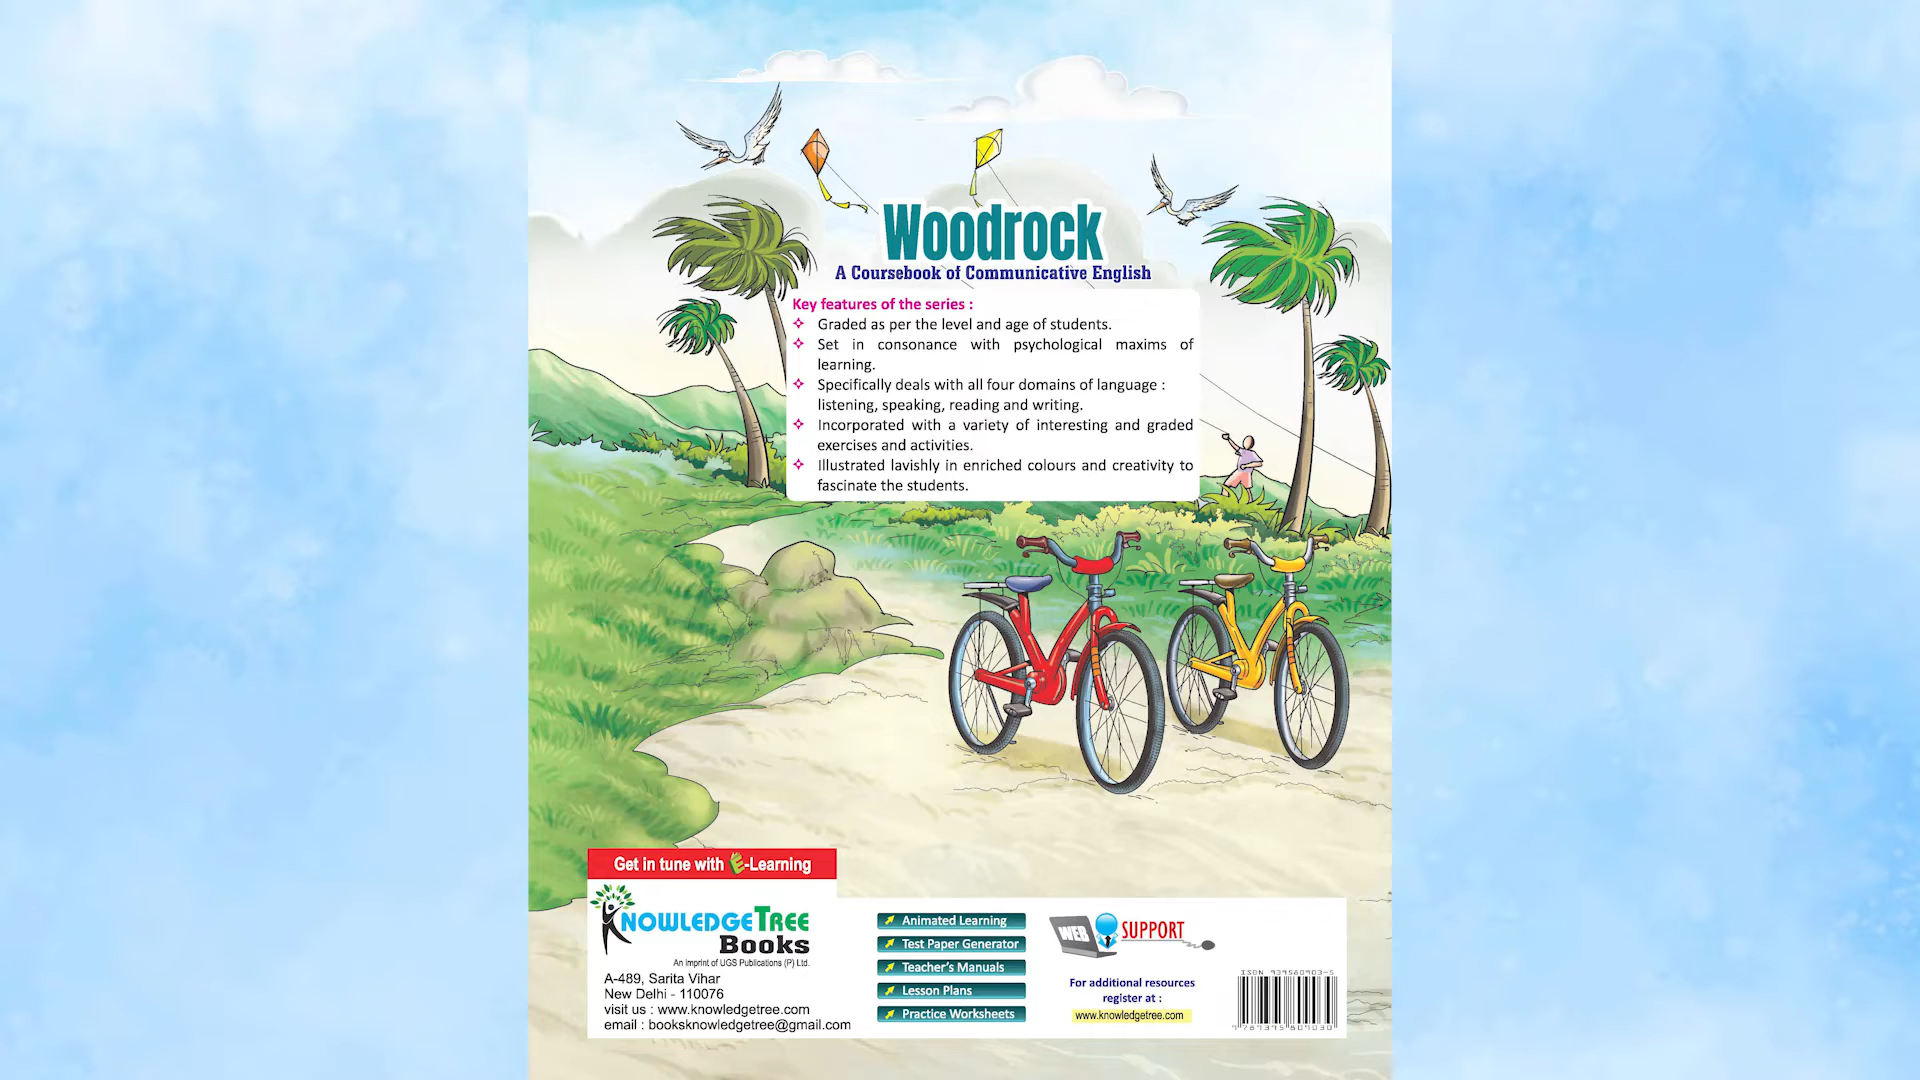 Woodrock
A Coursebook of Communicative English
Key features of the series :
Graded as per the level and age of students.
Set in consonance with psychological maxims of
learning.
Specifically deals with all four domains of language :
listening, speaking, reading and writing.
Incorporated with a variety of interesting and graded
exercises and activities.
Illustrated lavishly in enriched colours and creativity to
fascinate the students.
Get in tune with E-Learning
KNOWLEDGETREE
Books
An Imprint of UGS Publications (P) Ltd.
A-489, Sarita Vihar
New Delhi - 110076
visit us : www.knowledgetree.com
email : booksknowledgetree@gmail.com
Animated Learning
Test Paper Generator
Teacher's Manuals
Lesson Plans
Practice Worksheets
WEB SUPPORT
For additional resources
register at :
www.knowledgetree.com
ISBN 939580903-5